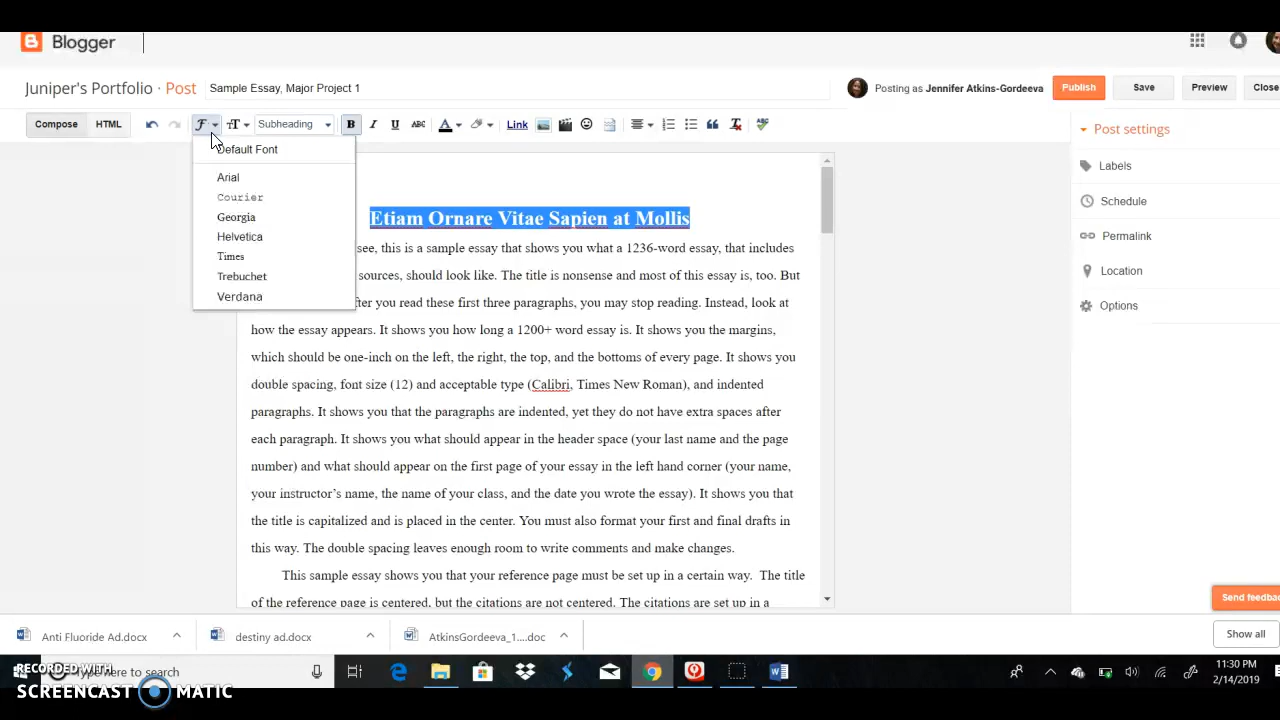 Blogger
Juniper's Portfolio · Post
Sample Essay, Major Project 1
Posting as Jennifer Atkins-Gordeeva
Publish
Save
Preview
Close
Compose
HTML
Subheading
B
I
U
ABC
A
Link
Default Font
Arial
Courier
Georgia
Helvetica
Times
Trebuchet
Verdana
Etiam Ornare Vitae Sapien at Mollis
see, this is a sample essay that shows you what a 1236-word essay, that includes
sources, should look like. The title is nonsense and most of this essay is, too. But
fter you read these first three paragraphs, you may stop reading. Instead, look at
how the essay appears. It shows you how long a 1200+ word essay is. It shows you the margins,
which should be one-inch on the left, the right, the top, and the bottoms of every page. It shows you
double spacing, font size (12) and acceptable type (Calibri, Times New Roman), and indented
paragraphs. It shows you that the paragraphs are indented, yet they do not have extra spaces after
each paragraph. It shows you what should appear in the header space (your last name and the page
number) and what should appear on the first page of your essay in the left hand corner (your name,
your instructor's name, the name of your class, and the date you wrote the essay). It shows you that
the title is capitalized and is placed in the center. You must also format your first and final drafts in
this way. The double spacing leaves enough room to write comments and make changes.
This sample essay shows you that your reference page must be set up in a certain way. The title
of the reference page is centered, but the citations are not centered. The citations are set up in a
Post settings
Labels
Schedule
Permalink
Location
Options
Send feedbac
Anti Fluoride Ad.docx
destiny ad.docx
AtkinsGordeeva_1....doc
Show all
RECORDED WITH
SCREENCAST MATIC
here to search
11:30 PM
2/14/2019